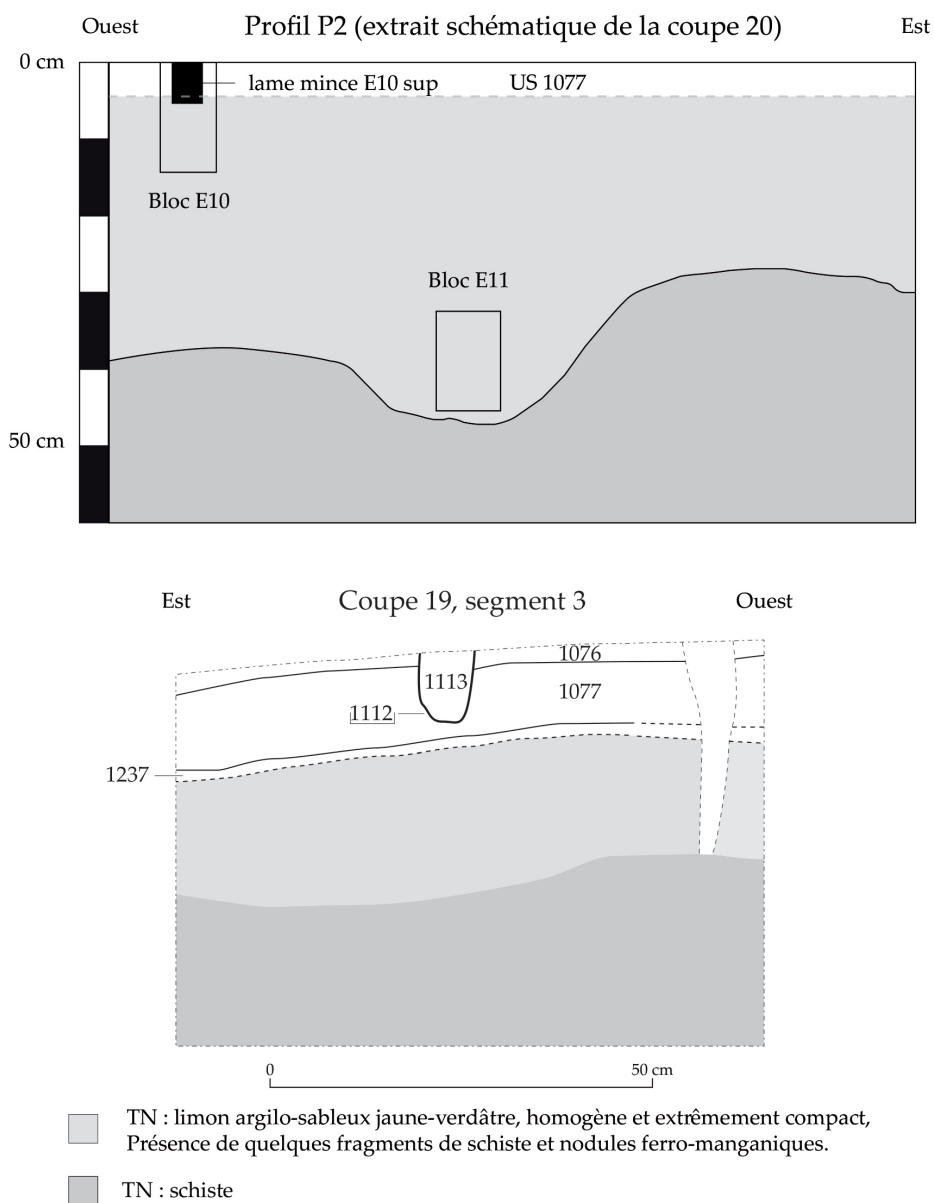 Ouest
Profil P2 (extrait schématique de la coupe 20)
Est
0 cm
lame mince E10 sup
US 1077
Bloc E10
Bloc E11
50 cm
Est
Coupe 19, segment 3
Ouest
1076
1113
1077
1112
1237
0
50 cm
TN : limon argilo-sableux jaune-verdâtre, homogène et extrêmement compact,
Présence de quelques fragments de schiste et nodules ferro-manganiques.
TN : schiste